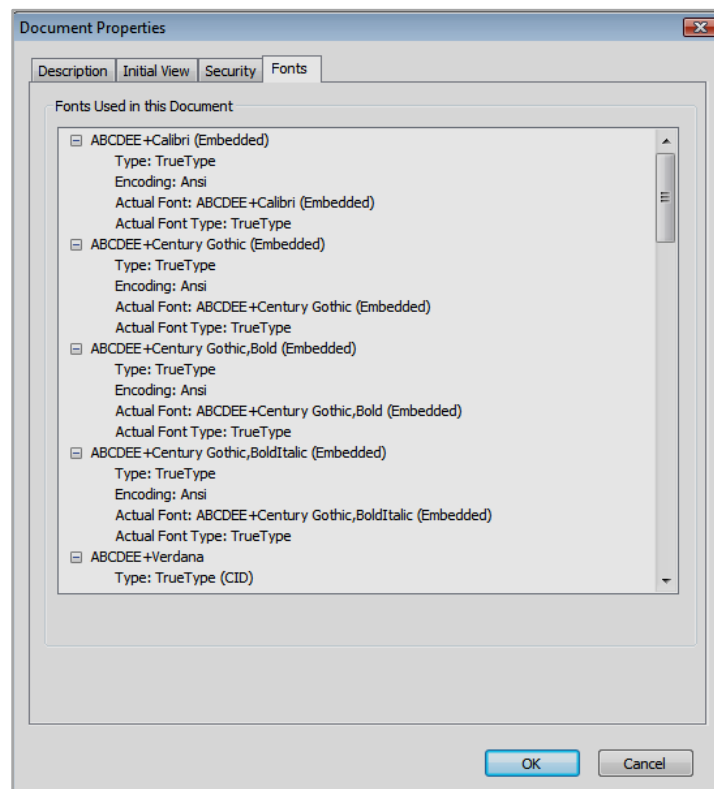 Document Properties
Description Initial View Security Fonts
Fonts Used in this Document
ABCDEE+Calibri (Embedded)
Type: TrueType
Encoding: Ansi
Actual Font: ABCDEE+Calibri (Embedded)
Actual Font Type: TrueType
ABCDEE+Century Gothic (Embedded)
Type: TrueType
Encoding: Ansi
Actual Font: ABCDEE+Century Gothic (Embedded)
Actual Font Type: TrueType
ABCDEE+Century Gothic,Bold (Embedded)
Type: TrueType
Encoding: Ansi
Actual Font: ABCDEE+Century Gothic,Bold (Embedded)
Actual Font Type: TrueType
ABCDEE+Century Gothic,BoldItalic (Embedded)
Type: TrueType
Encoding: Ansi
Actual Font: ABCDEE+Century Gothic,BoldItalic (Embedded)
Actual Font Type: TrueType
ABCDEE+Verdana
Type: TrueType (CID)
OK Cancel